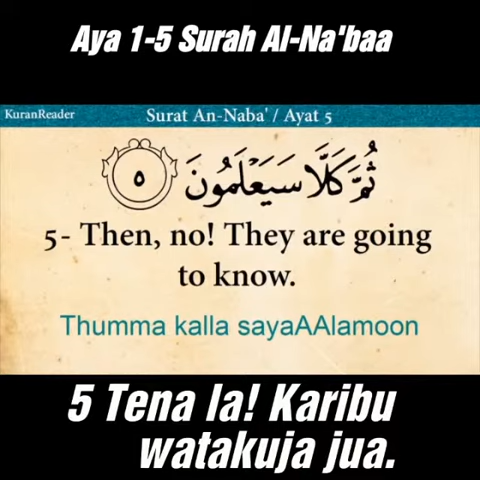 Aya 1-5 Surah Al-Na'baa
KuranReader
Surat An-Naba' / Ayat 5
ثُمَّ كَلَّا سَيَعْلَمُونَ ٥
5- Then, no! They are going
to know.
Thumma kalla sayaAAlamoon
5 Tena la! Karibu
watakuja jua.